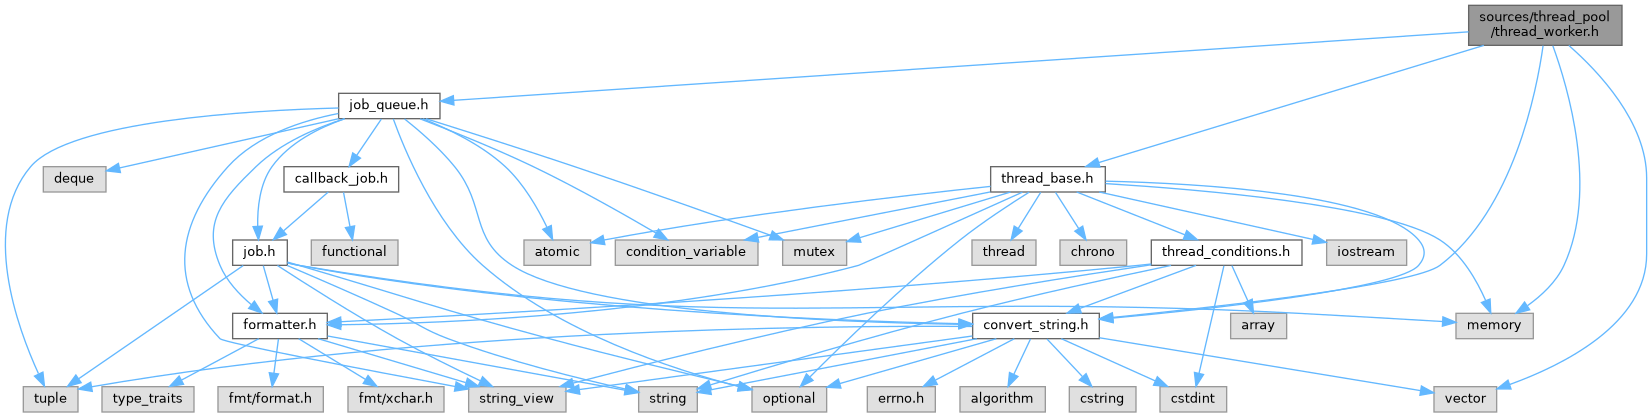 sources/thread_pool
/thread_worker.h
job_queue.h
deque
callback_job.h
thread_base.h
job.h
functional
atomic
condition_variable
mutex
thread
chrono
thread_conditions.h
iostream
formatter.h
convert_string.h
array
memory
tuple
type_traits
fmt/format.h
fmt/xchar.h
string_view
string
optional
errno.h
algorithm
cstring
cstdint
vector